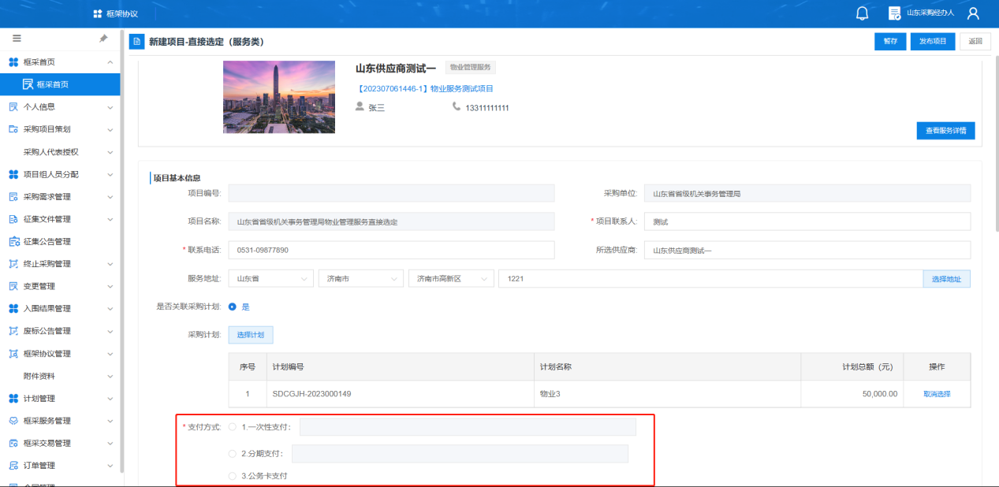 框架协议
山东采购经办人
新建项目-直接选定（服务类）
暂存
发布项目
返回
框采首页
框采首页
个人信息
采购项目策划
采购人代表授权
项目组人员分配
采购需求管理
征集文件管理
征集公告管理
终止采购管理
变更管理
入围结果管理
废标公告管理
框架协议管理
附件资料
计划管理
框采服务管理
框采交易管理
订单管理
山东供应商测试一 物业管理服务
【202307061446-1】物业服务测试项目
张三 13311111111
查看服务详情
项目基本信息
项目编号: 采购单位: 山东省省级机关事务管理局
项目名称: 山东省省级机关事务管理局物业管理服务直接选定 * 项目联系人: 测试
* 联系电话: 0531-09877890 所选供应商: 山东供应商测试一
服务地址: 山东省 济南市 济南市高新区 1221 选择地址
是否关联采购计划: 是
采购计划: 选择计划
序号 计划编号 计划名称 计划总额（元） 操作
1 SDCGJH-2023000149 物业3 50,000.00 取消选择
* 支付方式: 1.一次性支付：
2.分期支付：
3.公务卡支付